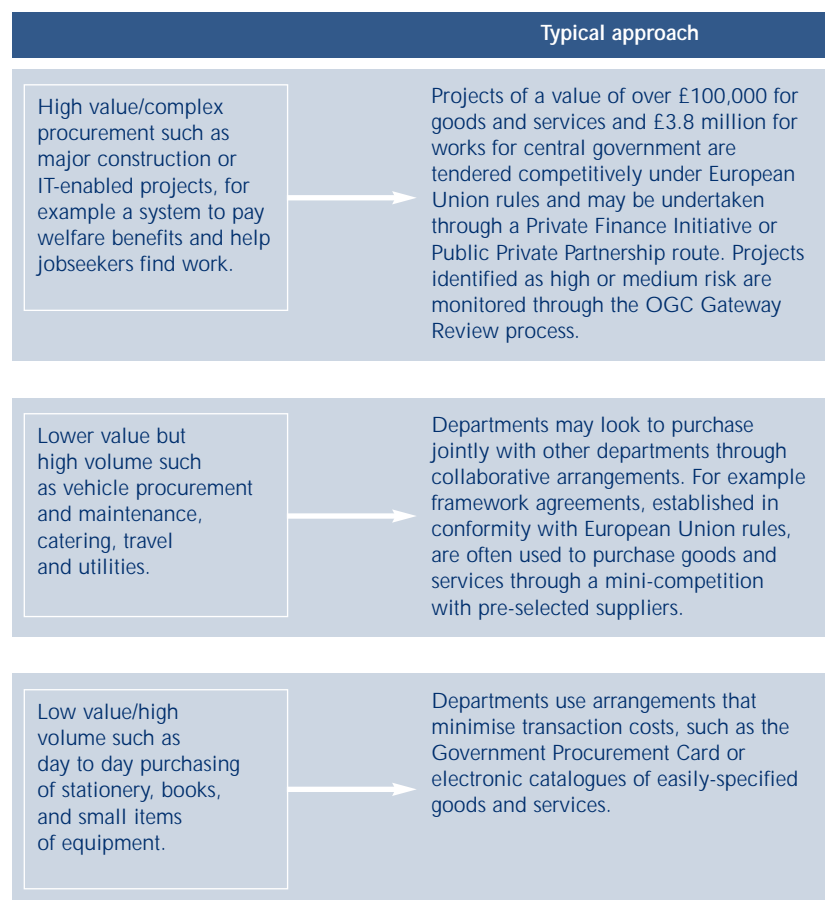 Typical approach
High value/complex
procurement such as
major construction or
IT-enabled projects, for
example a system to pay
welfare benefits and help
jobseekers find work.
Projects of a value of over £100,000 for
goods and services and £3.8 million for
works for central government are
tendered competitively under European
Union rules and may be undertaken
through a Private Finance Initiative or
Public Private Partnership route. Projects
identified as high or medium risk are
monitored through the OGC Gateway
Review process.
Lower value but
high volume such
as vehicle procurement
and maintenance,
catering, travel
and utilities.
Departments may look to purchase
jointly with other departments through
collaborative arrangements. For example
framework agreements, established in
conformity with European Union rules,
are often used to purchase goods and
services through a mini-competition
with pre-selected suppliers.
Low value/high
volume such as
day to day purchasing
of stationery, books,
and small items
of equipment.
Departments use arrangements that
minimise transaction costs, such as the
Government Procurement Card or
electronic catalogues of easily-specified
goods and services.